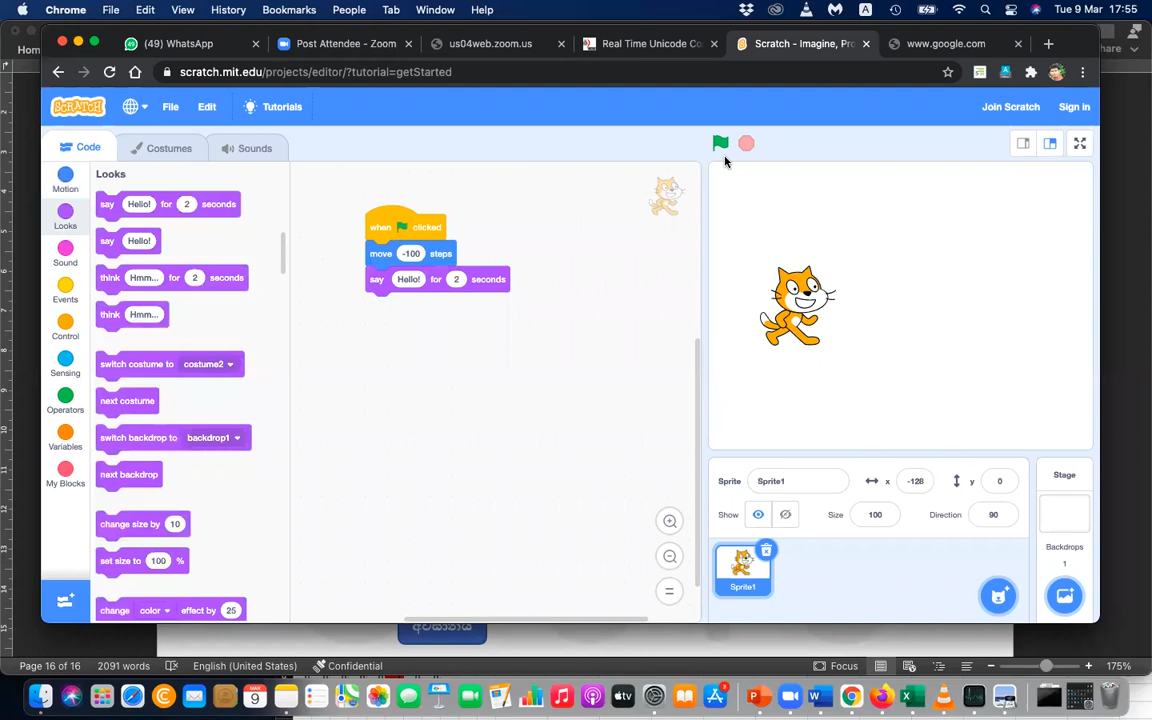 Chrome File Edit View History Bookmarks People Tab Window Help Tue 9 Mar 17:55
(49) WhatsApp Post Attendee - Zoom us04web.zoom.us Real Time Unicode Co Scratch - Imagine, Pro www.google.com
scratch.mit.edu/projects/editor/?tutorial=getStarted
SCRATCH File Edit Tutorials Join Scratch Sign in
Code Costumes Sounds
Motion
Looks
Sound
Events
Control
Sensing
Operators
Variables
My Blocks
Looks
say Hello! for 2 seconds
say Hello!
think Hmm... for 2 seconds
think Hmm...
switch costume to costume2
next costume
switch backdrop to backdrop1
next backdrop
change size by 10
set size to 100 %
change color effect by 25
when clicked
move -100 steps
say Hello! for 2 seconds
Sprite Sprite1 x -128 y 0
Show Size 100 Direction 90
Sprite1
Stage
Backdrops
1
Page 16 of 16 2091 words English (United States) Confidential Focus 175%